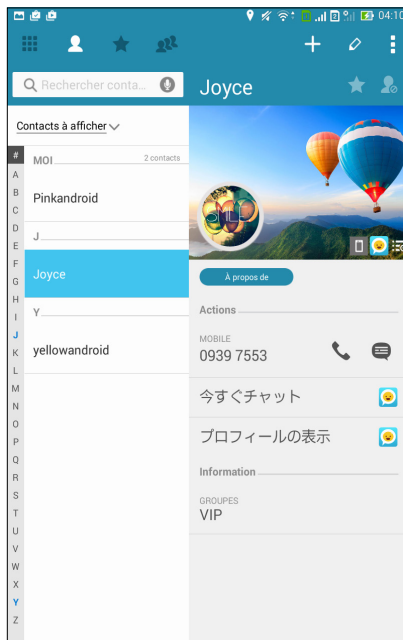 04:10
Rechercher conta...
Joyce
Contacts à afficher
#
A
B
C
D
E
F
G
H
I
J
K
L
M
N
O
P
Q
R
S
T
U
V
W
X
Y
Z
MOI
2 contacts
Pinkandroid
J
Joyce
Y
yellowandroid
À propos de
Actions
MOBILE
0939 7553
今すぐチャット
プロフィールの表示
Information
GROUPES
VIP